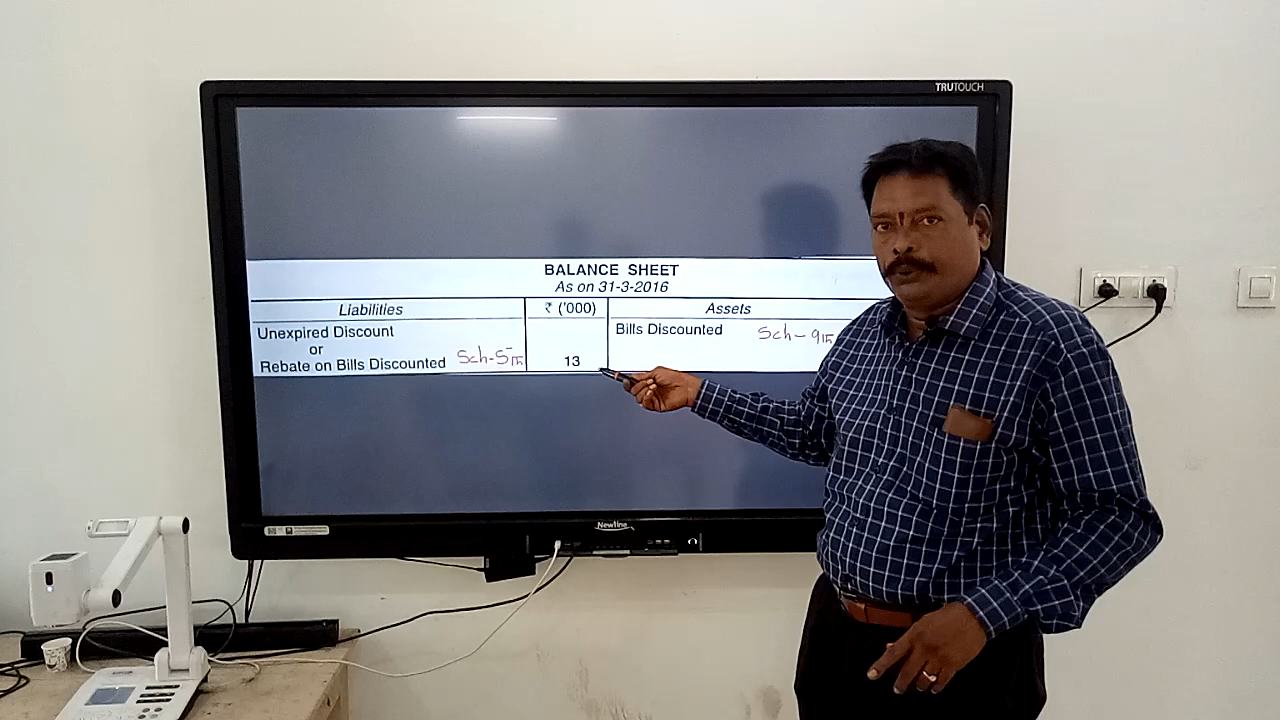 TRUTOUCH
BALANCE SHEET
As on 31-3-2016
Liabilities ₹ ('000) Assets
Unexpired Discount Bills Discounted Sch-9
or
Rebate on Bills Discounted Sch-5 13
Newline